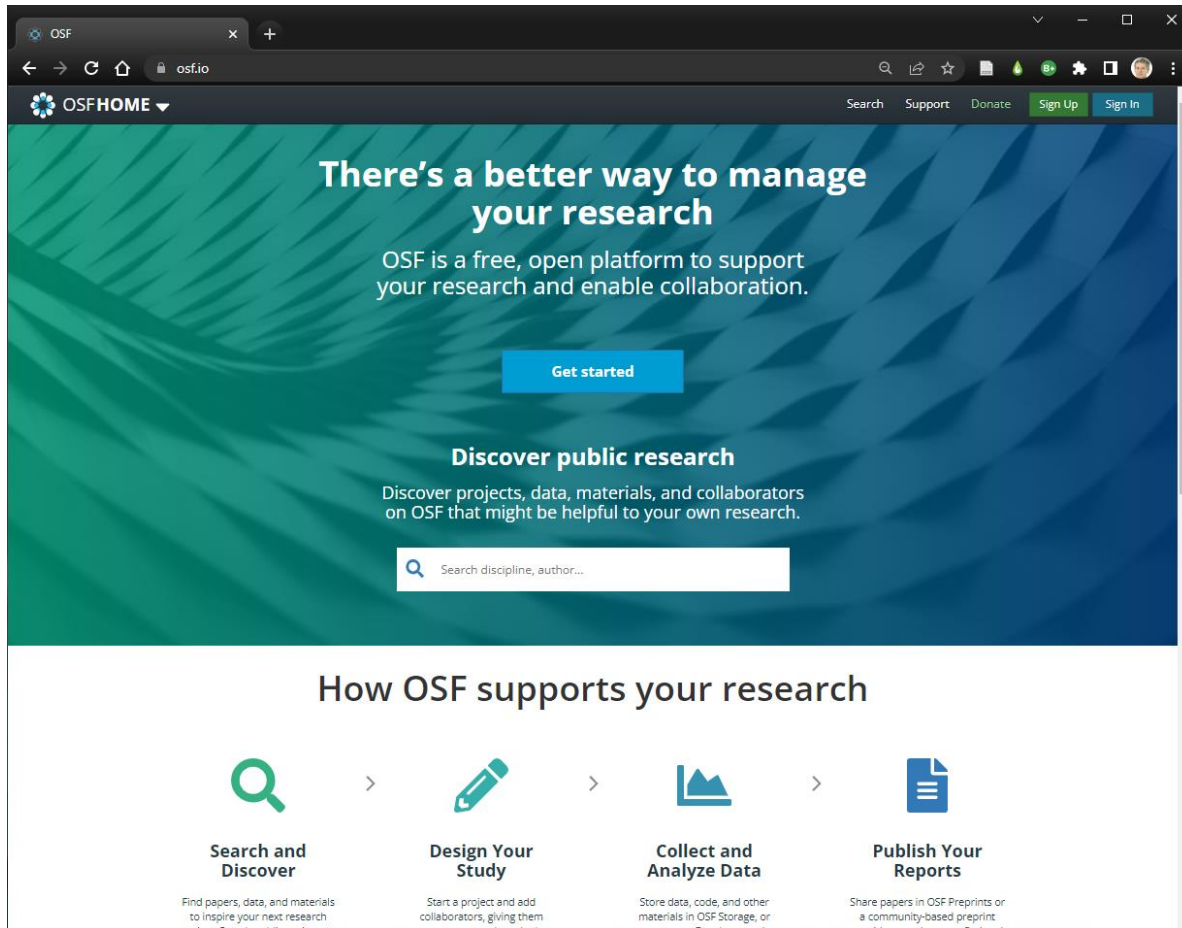 OSF
osf.io
OSFHOME
Search Support Donate Sign Up Sign In
There's a better way to manage
your research
OSF is a free, open platform to support
your research and enable collaboration.
Get started
Discover public research
Discover projects, data, materials, and collaborators
on OSF that might be helpful to your own research.
Search discipline, author...
How OSF supports your research
Search and
Discover
Find papers, data, and materials
to inspire your next research
Design Your
Study
Start a project and add
collaborators, giving them
Collect and
Analyze Data
Store data, code, and other
materials in OSF Storage, or
Publish Your
Reports
Share papers in OSF Preprints or
a community-based preprint